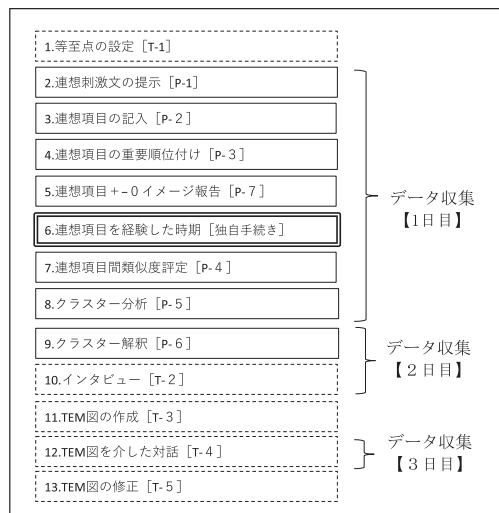 1.等至点の設定［T-1］
2.連想刺激文の提示［P-1］
3.連想項目の記入［P-２］
4.連想項目の重要順位付け［P-３］
5.連想項目＋−０イメージ報告［P-７］
6.連想項目を経験した時期［独自手続き］
7.連想項目間類似度評定［P-４］
8.クラスター分析［P-５］
データ収集
【1日目】
9.クラスター解釈［P-６］
10.インタビュー［T-２］
データ収集
【２日目】
11.TEM図の作成［T-３］
12.TEM図を介した対話［T-４］
13.TEM図の修正［T-５］
データ収集
【３日目】